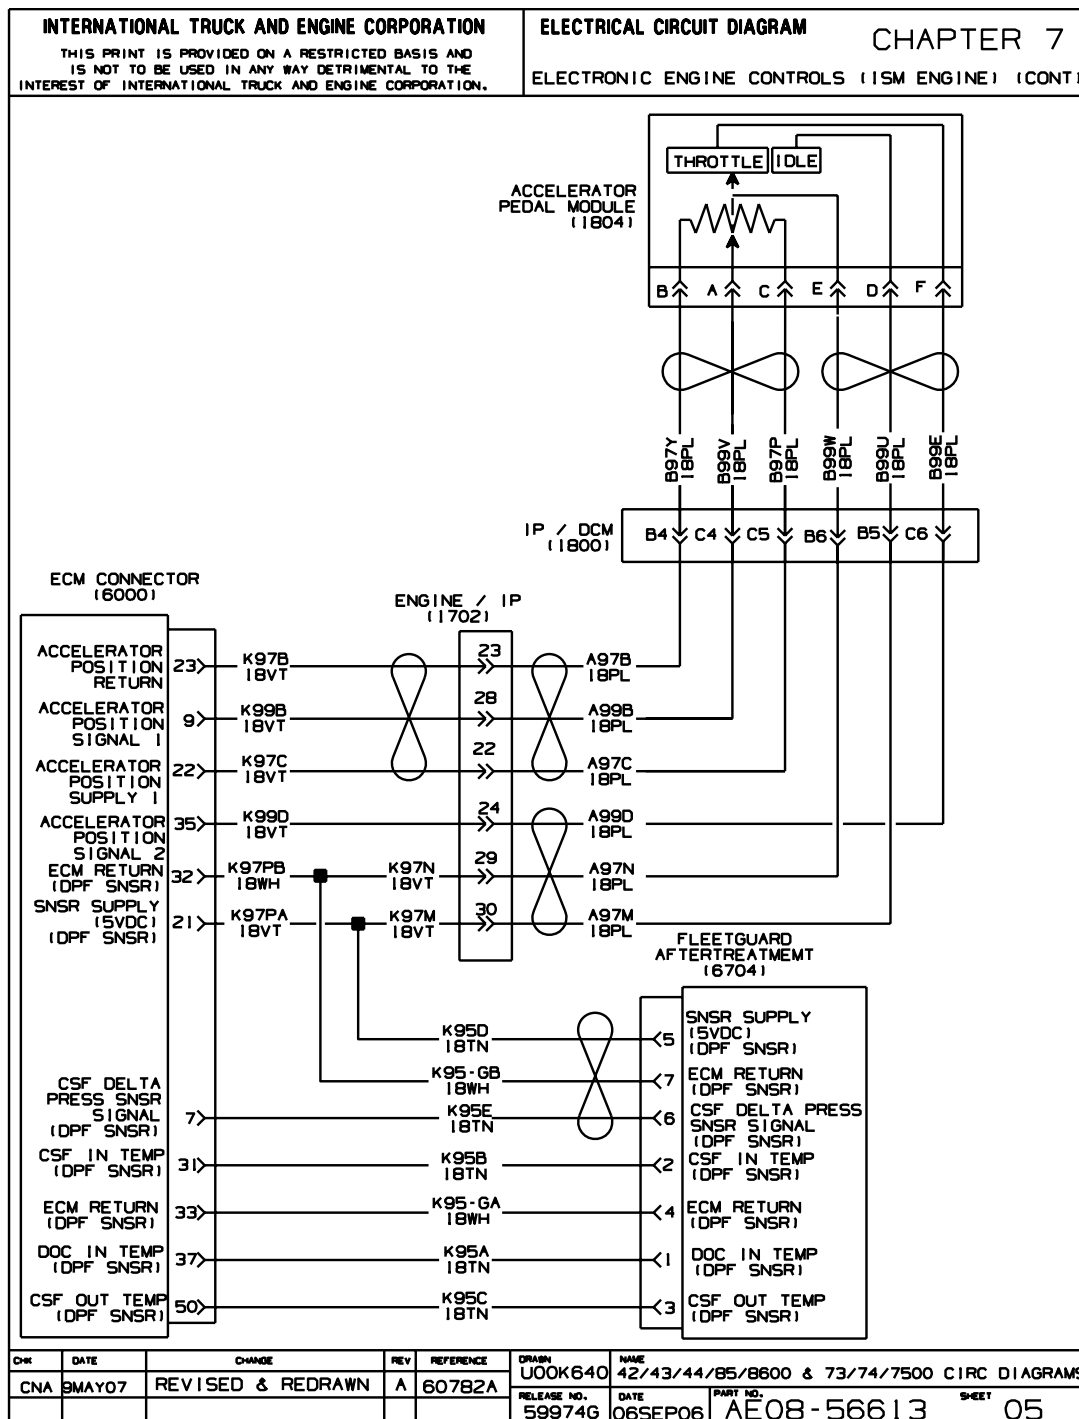 INTERNATIONAL TRUCK AND ENGINE CORPORATION
THIS PRINT IS PROVIDED ON A RESTRICTED BASIS AND
IS NOT TO BE USED IN ANY WAY DETRIMENTAL TO THE
INTEREST OF INTERNATIONAL TRUCK AND ENGINE CORPORATION.
ELECTRICAL CIRCUIT DIAGRAM
CHAPTER 7
ELECTRONIC ENGINE CONTROLS (ISM ENGINE) (CONT)
THROTTLE IDLE
ACCELERATOR
PEDAL MODULE
(1804)
B A C E D F
B97Y
18PL
B99V
18PL
B97P
18PL
B99W
18PL
B99U
18PL
B99E
18PL
IP / DCM
(1800)
B4 C4 C5 B6 B5 C6
ECM CONNECTOR
(6000)
ENGINE / IP
(1702)
ACCELERATOR
POSITION
RETURN
23
K97B
18VT
23
A97B
18PL
ACCELERATOR
POSITION
SIGNAL 1
9
K99B
18VT
28
A99B
18PL
ACCELERATOR
POSITION
SUPPLY 1
22
K97C
18VT
22
A97C
18PL
ACCELERATOR
POSITION
SIGNAL 2
35
K99D
18VT
24
A99D
18PL
ECM RETURN
(DPF SNSR)
32
K97PB
18WH
K97N
18VT
29
A97N
18PL
SNSR SUPPLY
(5VDC)
(DPF SNSR)
21
K97PA
18VT
K97M
18VT
30
A97M
18PL
FLEETGUARD
AFTERTREATMEMT
(6704)
K95D
18TN
5
SNSR SUPPLY
(5VDC)
(DPF SNSR)
K95-GB
18WH
7
ECM RETURN
(DPF SNSR)
CSF DELTA
PRESS SNSR
SIGNAL
(DPF SNSR)
7
K95E
18TN
6
CSF DELTA PRESS
SNSR SIGNAL
(DPF SNSR)
CSF IN TEMP
(DPF SNSR)
31
K95B
18TN
2
CSF IN TEMP
(DPF SNSR)
ECM RETURN
(DPF SNSR)
33
K95-GA
18WH
4
ECM RETURN
(DPF SNSR)
DOC IN TEMP
(DPF SNSR)
37
K95A
18TN
1
DOC IN TEMP
(DPF SNSR)
CSF OUT TEMP
(DPF SNSR)
50
K95C
18TN
3
CSF OUT TEMP
(DPF SNSR)
CHK DATE CHANGE REV REFERENCE
CNA 9MAY07 REVISED & REDRAWN A 60782A
DRAWN
U00K640
NAME
42/43/44/85/8600 & 73/74/7500 CIRC DIAGRAMS
RELEASE NO.
59974G
DATE
06SEP06
PART NO.
AE08-56613
SHEET
05